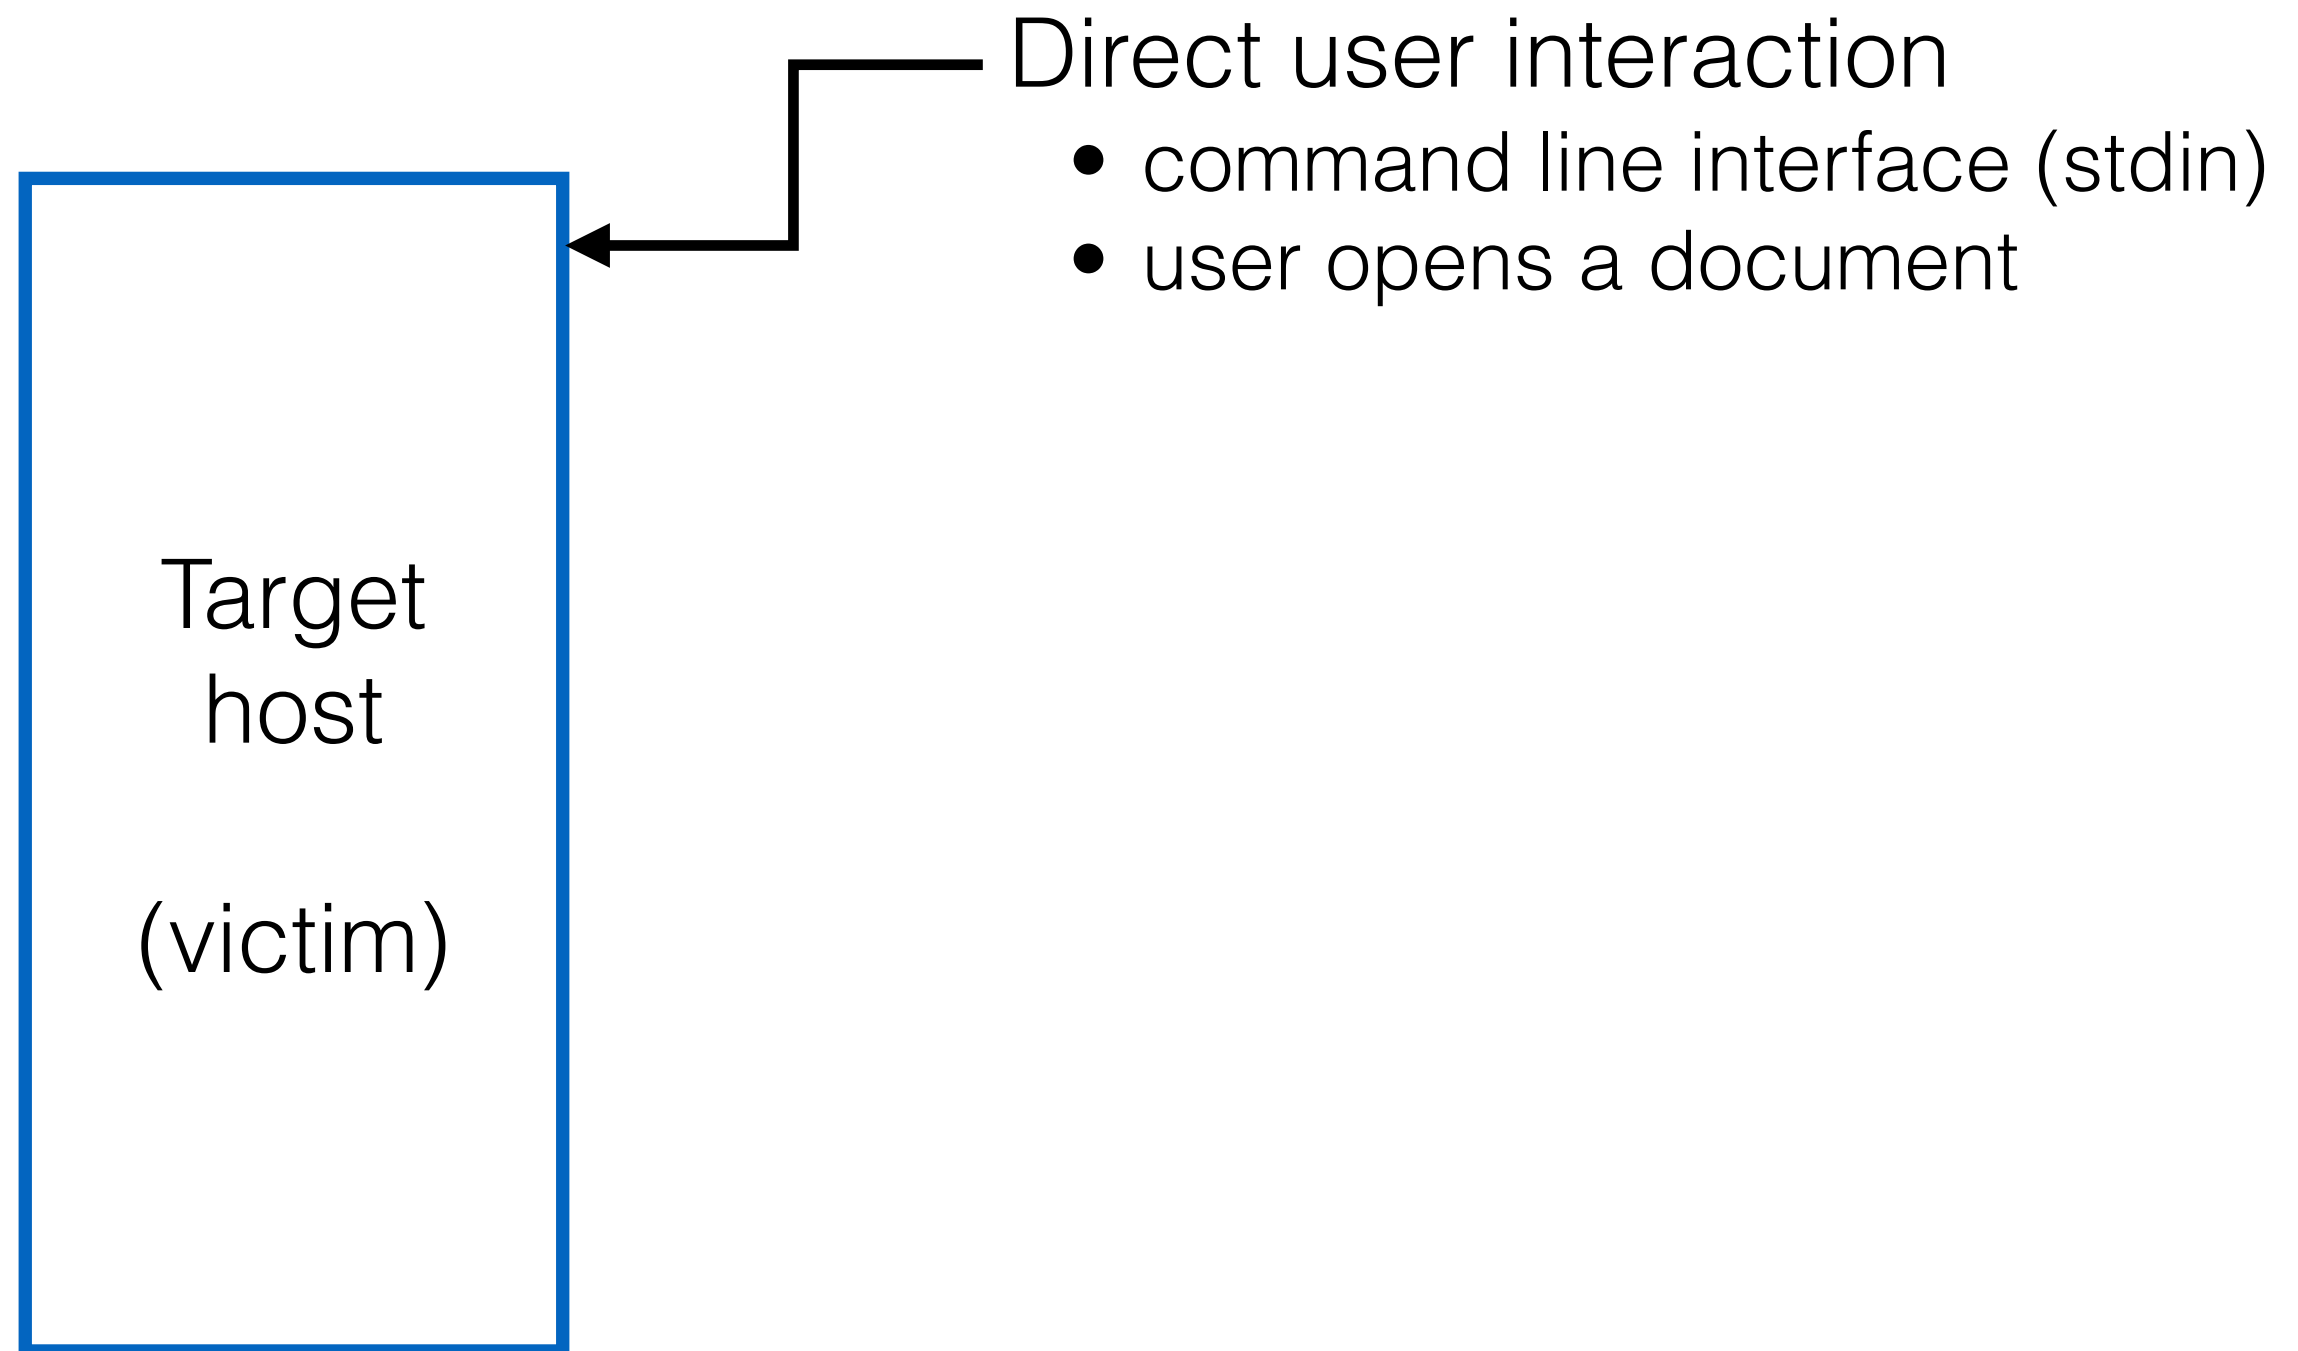 Direct user interaction
• command line interface (stdin)
• user opens a document
Target
host
(victim)